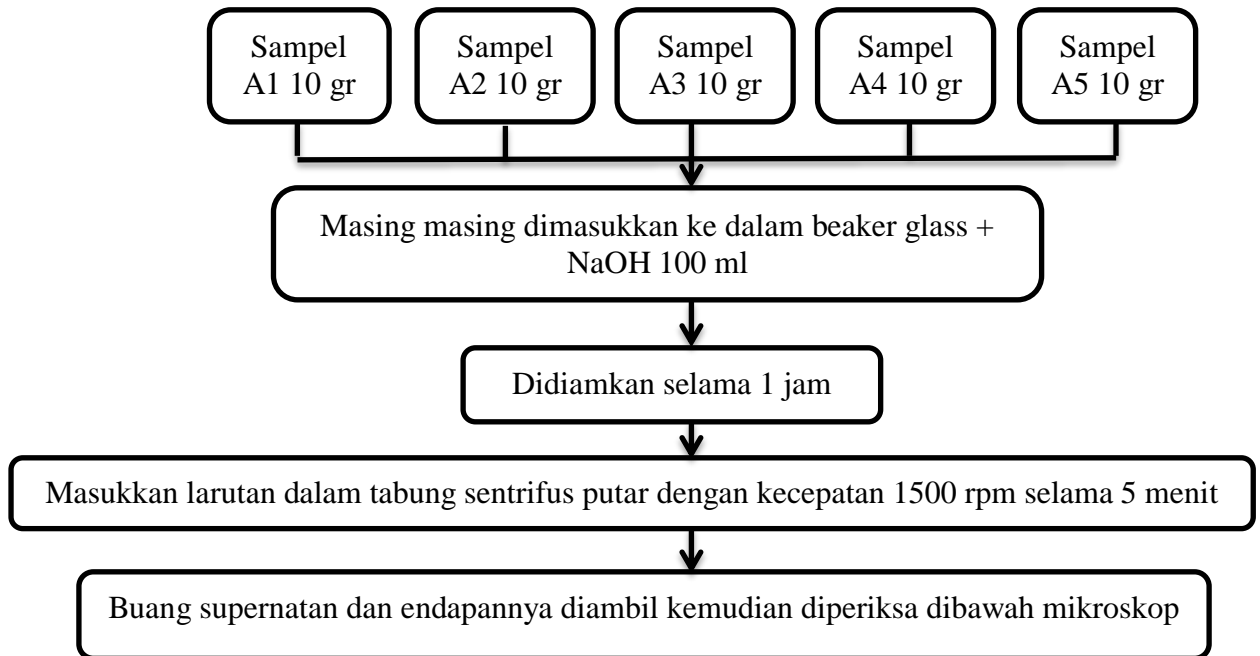 Sampel
A1 10 gr
Sampel
A2 10 gr
Sampel
A3 10 gr
Sampel
A4 10 gr
Sampel
A5 10 gr
Masing masing dimasukkan ke dalam beaker glass +
NaOH 100 ml
Didiamkan selama 1 jam
Masukkan larutan dalam tabung sentrifus putar dengan kecepatan 1500 rpm selama 5 menit
Buang supernatan dan endapannya diambil kemudian diperiksa dibawah mikroskop